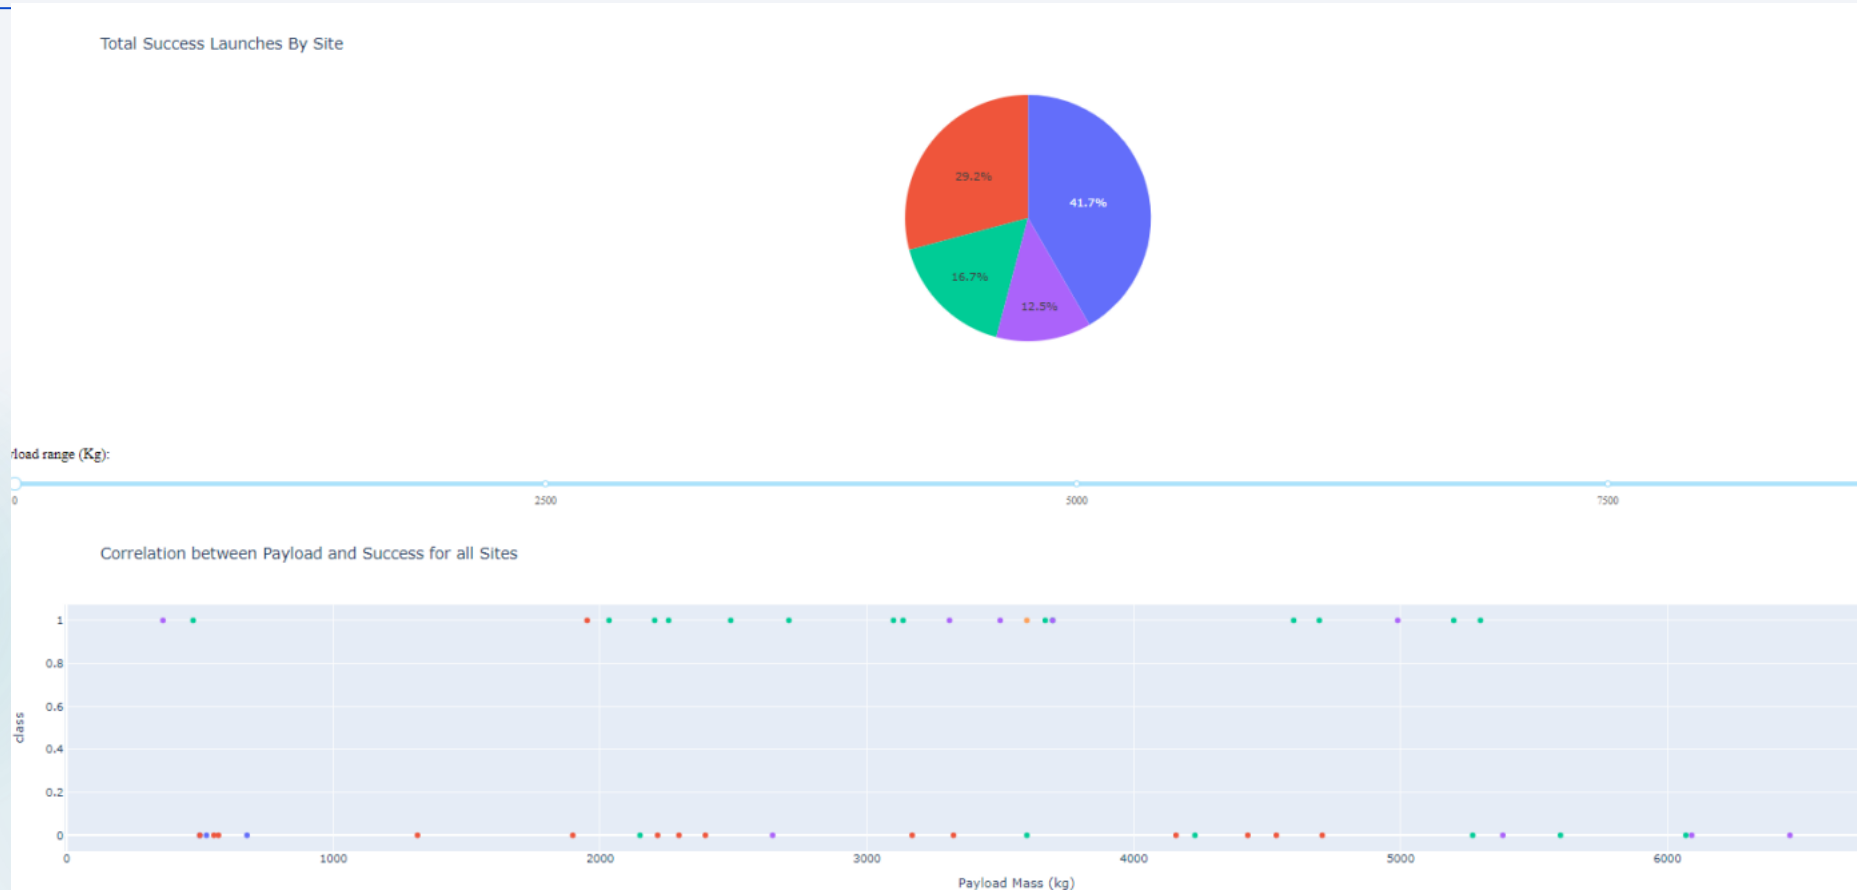 Total Success Launches By Site
29.2%
41.7%
16.7%
12.5%
load range (Kg):
0 2500 5000 7500
Correlation between Payload and Success for all Sites
1
0.8
0.6
0.4
0.2
0
class
0 1000 2000 3000 4000 5000 6000
Payload Mass (kg)